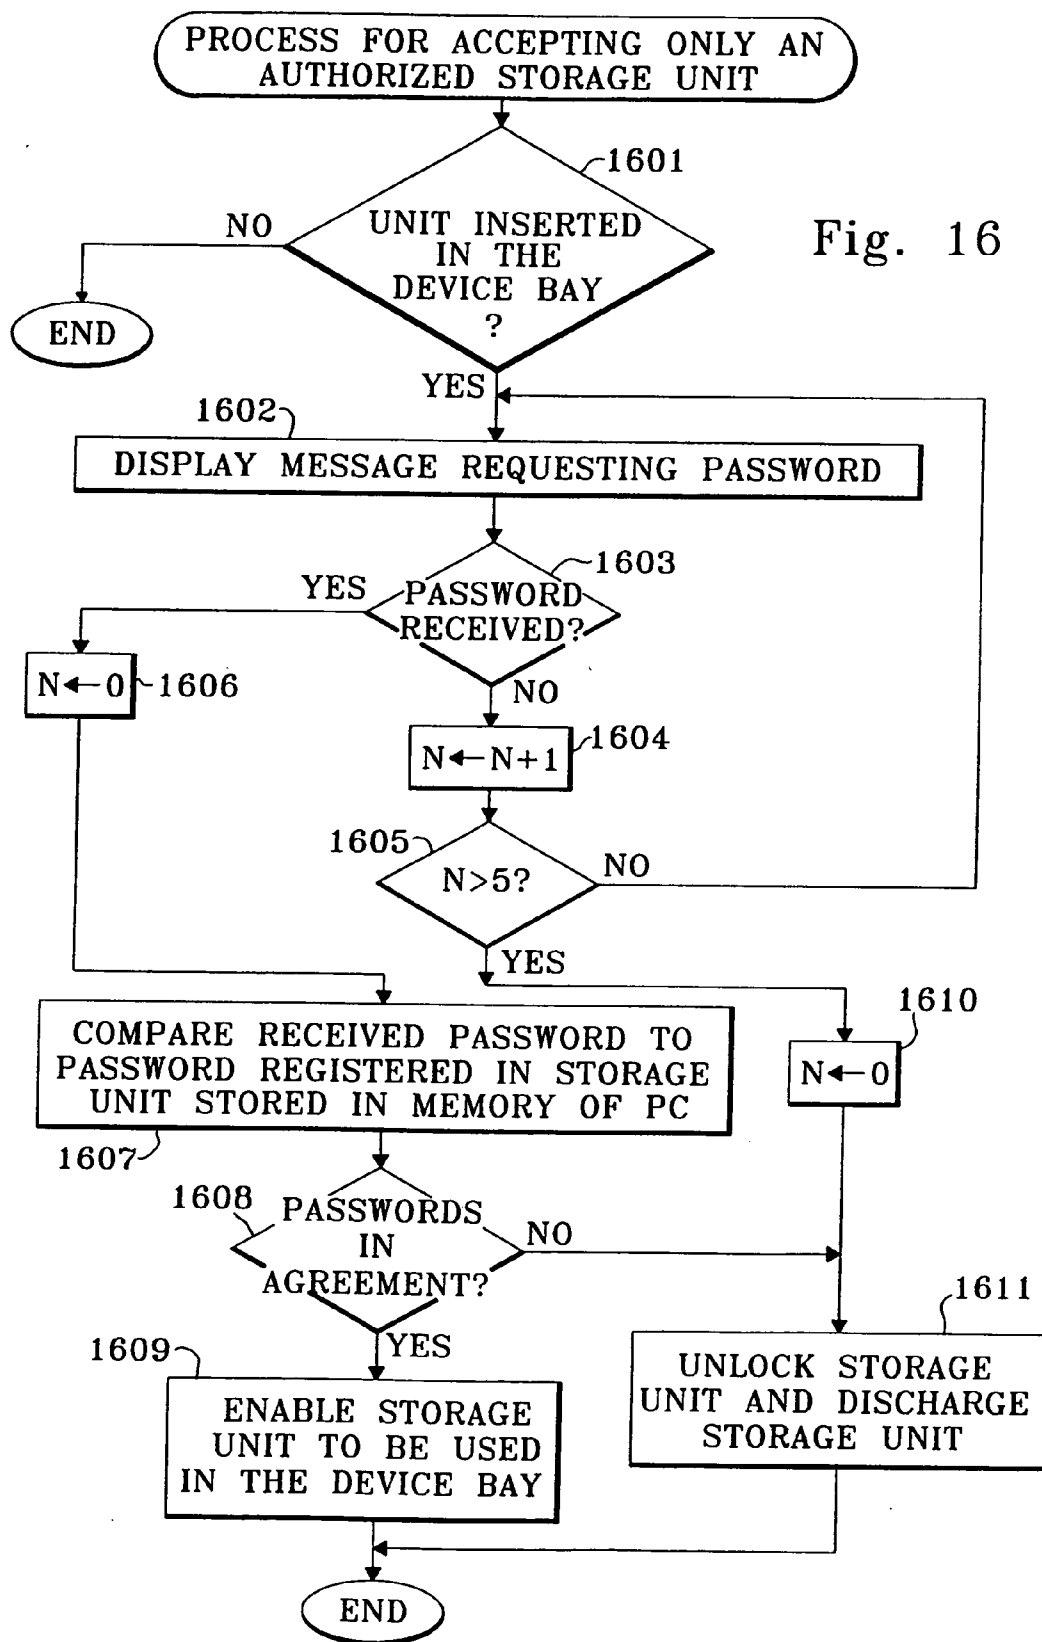 PROCESS FOR ACCEPTING ONLY AN
AUTHORIZED STORAGE UNIT
1601
Fig. 16
NO
UNIT INSERTED
IN THE
DEVICE BAY
?
END
YES
1602
DISPLAY MESSAGE REQUESTING PASSWORD
1603
YES
PASSWORD
RECEIVED?
N←0
1606
NO
1604
N←N+1
1605
N>5?
NO
YES
1610
COMPARE RECEIVED PASSWORD TO
PASSWORD REGISTERED IN STORAGE
UNIT STORED IN MEMORY OF PC
N←0
1607
1608
PASSWORDS
IN
AGREEMENT?
NO
1611
YES
1609
UNLOCK STORAGE
UNIT AND DISCHARGE
STORAGE UNIT
ENABLE STORAGE
UNIT TO BE USED
IN THE DEVICE BAY
END